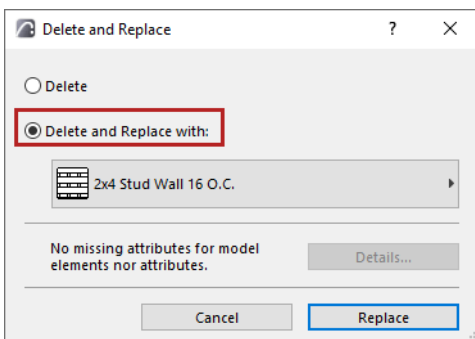 Delete and Replace
?
Delete
Delete and Replace with:
2x4 Stud Wall 16 O.C.
No missing attributes for model
elements nor attributes.
Details...
Cancel
Replace